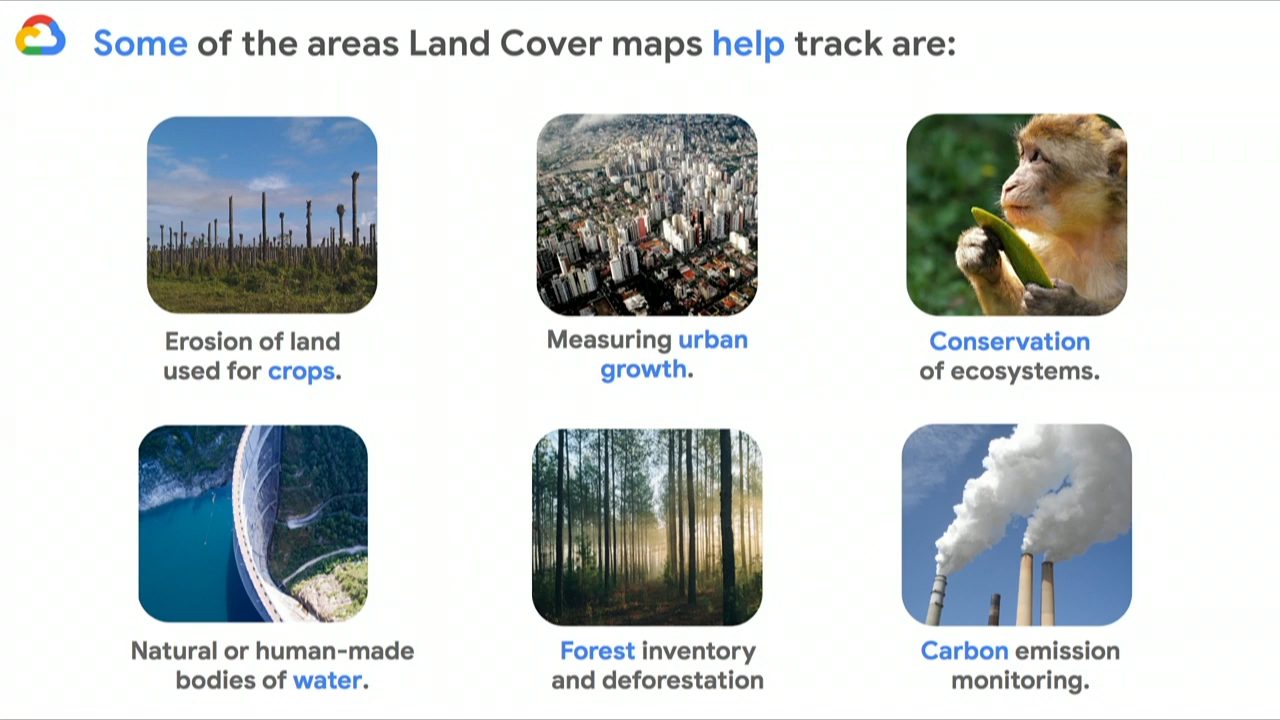 Some of the areas Land Cover maps help track are:
Erosion of land
used for crops.
Measuring urban
growth.
Conservation
of ecosystems.
Natural or human-made
bodies of water.
Forest inventory
and deforestation
Carbon emission
monitoring.